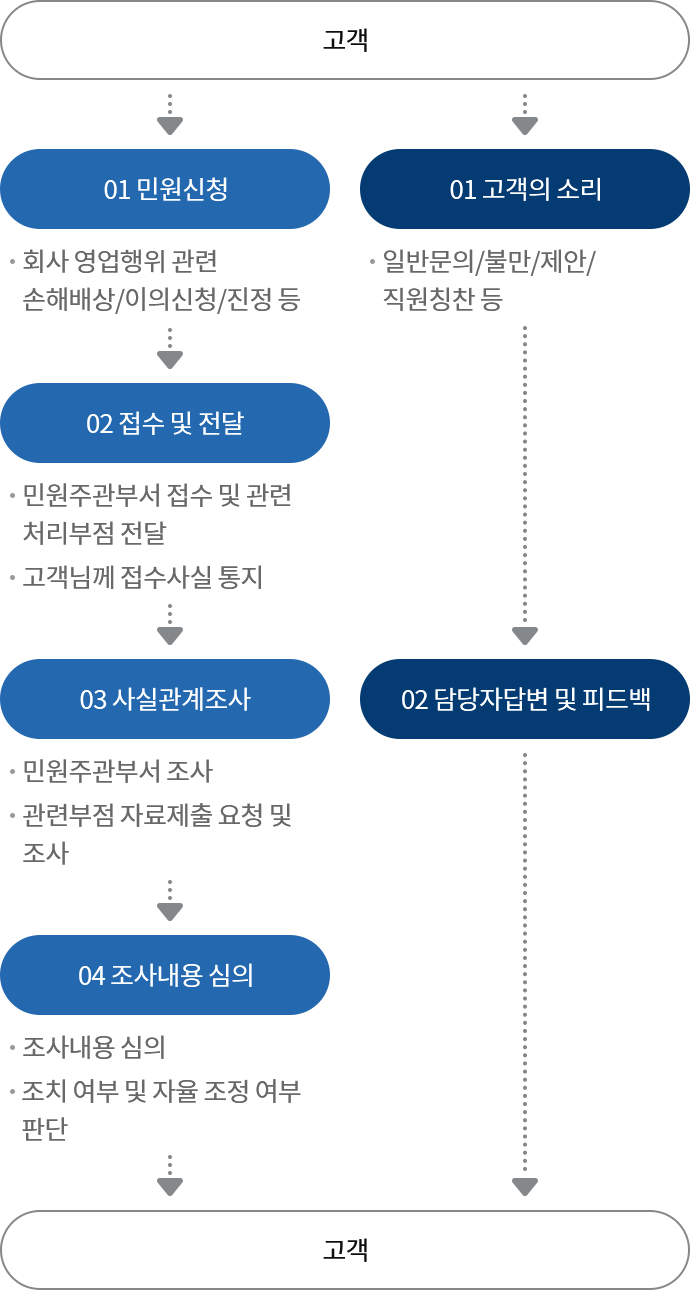 고객
01 민원신청
· 회사 영업행위 관련
손해배상/이의신청/진정 등
02 접수 및 전달
· 민원주관부서 접수 및 관련
처리부점 전달
· 고객님께 접수사실 통지
03 사실관계조사
· 민원주관부서 조사
· 관련부점 자료제출 요청 및
조사
04 조사내용 심의
· 조사내용 심의
· 조치 여부 및 자율 조정 여부
판단
01 고객의 소리
· 일반문의/불만/제안/
직원칭찬 등
02 담당자답변 및 피드백
고객